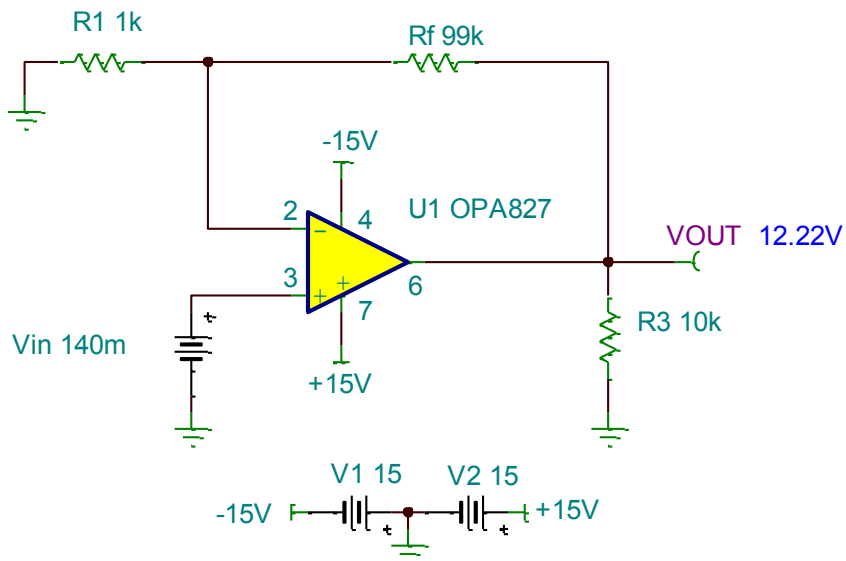 R1 1k
Rf 99k
-15V
2
4
U1 OPA827
VOUT 12.22V
3
6
7
R3 10k
Vin 140m
+15V
V1 15
V2 15
-15V
+15V